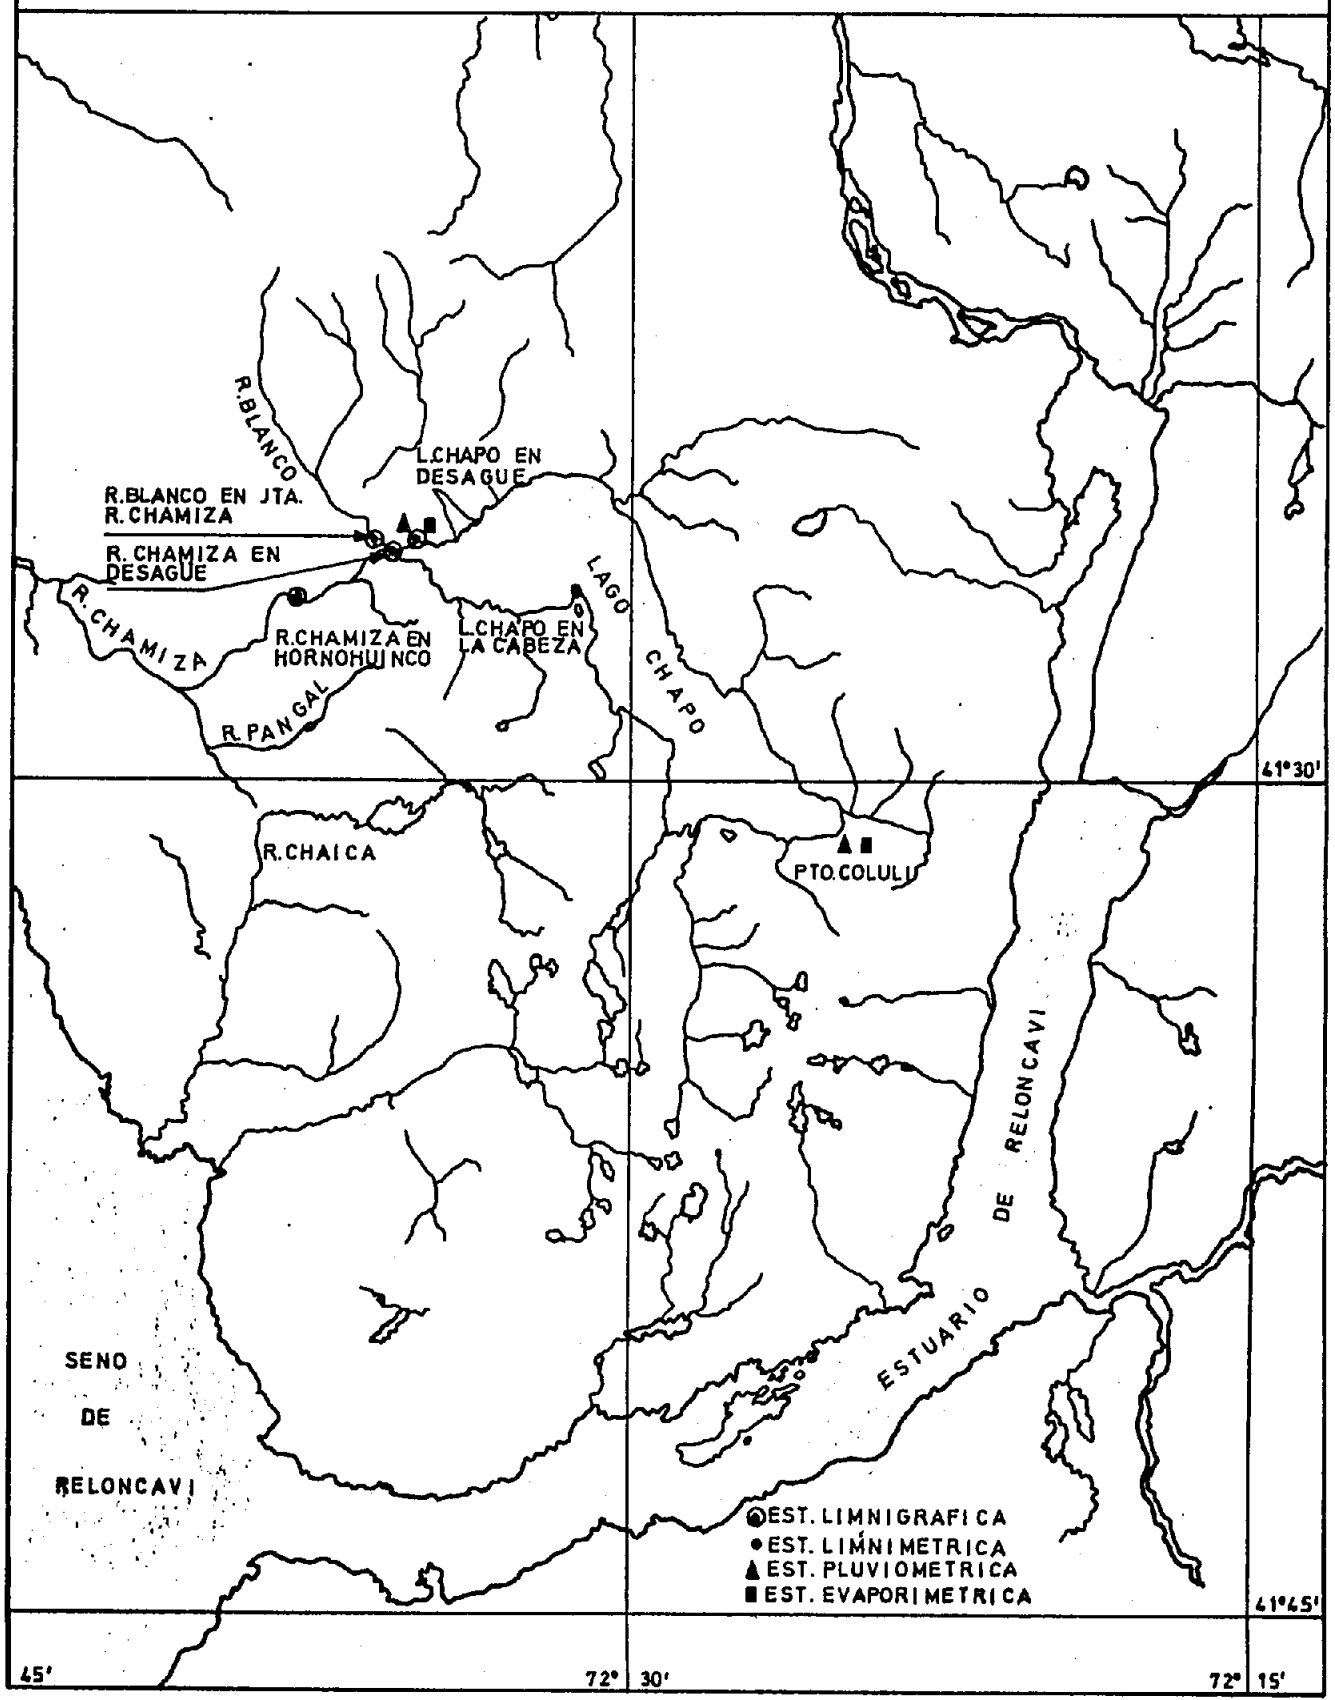 R.BLANCO
L.CHAPO EN
DESAGUE
R.BLANCO EN JTA.
R.CHAMIZA
R. CHAMIZA EN
DESAGÜE
LAGO CHAPO
R. CHAMIZA
R.CHAMIZA EN
HORNOHUINCO
L.CHAPO EN
LA CABEZA
R. PANGAL
41°30'
R.CHAICA
PTO.COLULI
ESTUARIO DE RELONCAVI
SENO
DE
RELONCAVI
EST. LIMNIGRAFICA
EST. LIMNIMETRICA
EST. PLUVIOMETRICA
EST. EVAPORIMETRICA
41°45'
45'
72° 30'
72° 15'